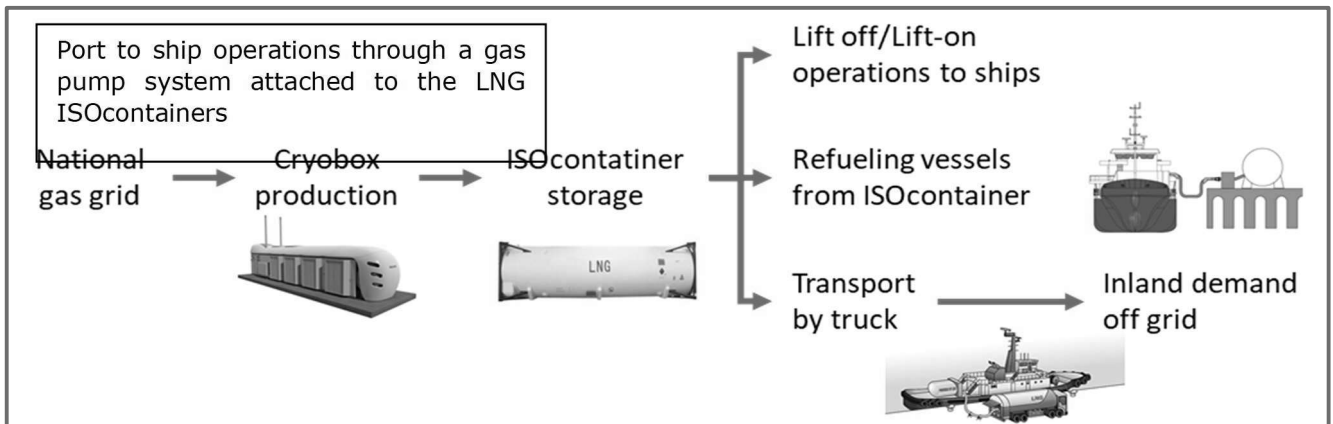 Port to ship operations through a gas
pump system attached to the LNG
ISOcontainers
National
gas grid
Cryobox
production
ISOcontatiner
storage
LNG
Lift off/Lift-on
operations to ships
Refueling vessels
from ISOcontainer
Transport
by truck
Inland demand
off grid
LNG